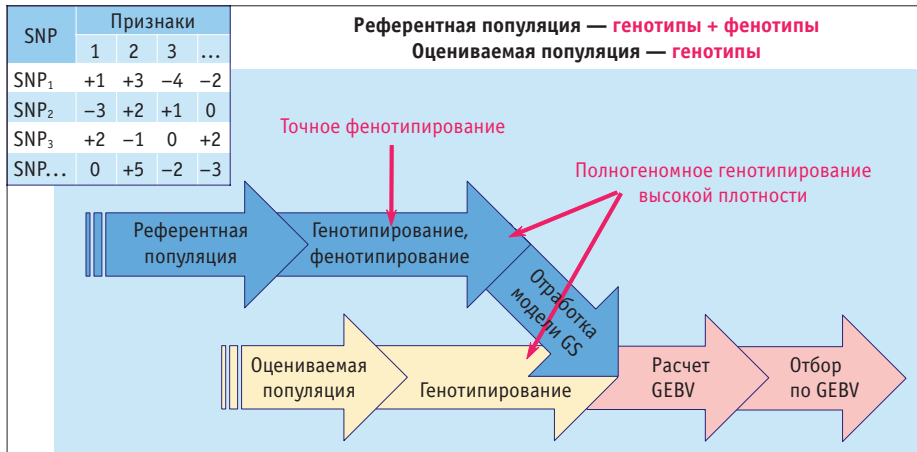 SNP Признаки
1 2 3 ...
SNP₁ +1 +3 −4 −2
SNP₂ −3 +2 +1 0
SNP₃ +2 −1 0 +2
SNP... 0 +5 −2 −3
Референтная популяция — генотипы + фенотипы
Оцениваемая популяция — генотипы
Точное фенотипирование
Полногеномное генотипирование
высокой плотности
Референтная
популяция
Генотипирование,
фенотипирование
Отработка
модели GS
Оцениваемая
популяция
Генотипирование
Расчет
GEBV
Отбор
по GEBV